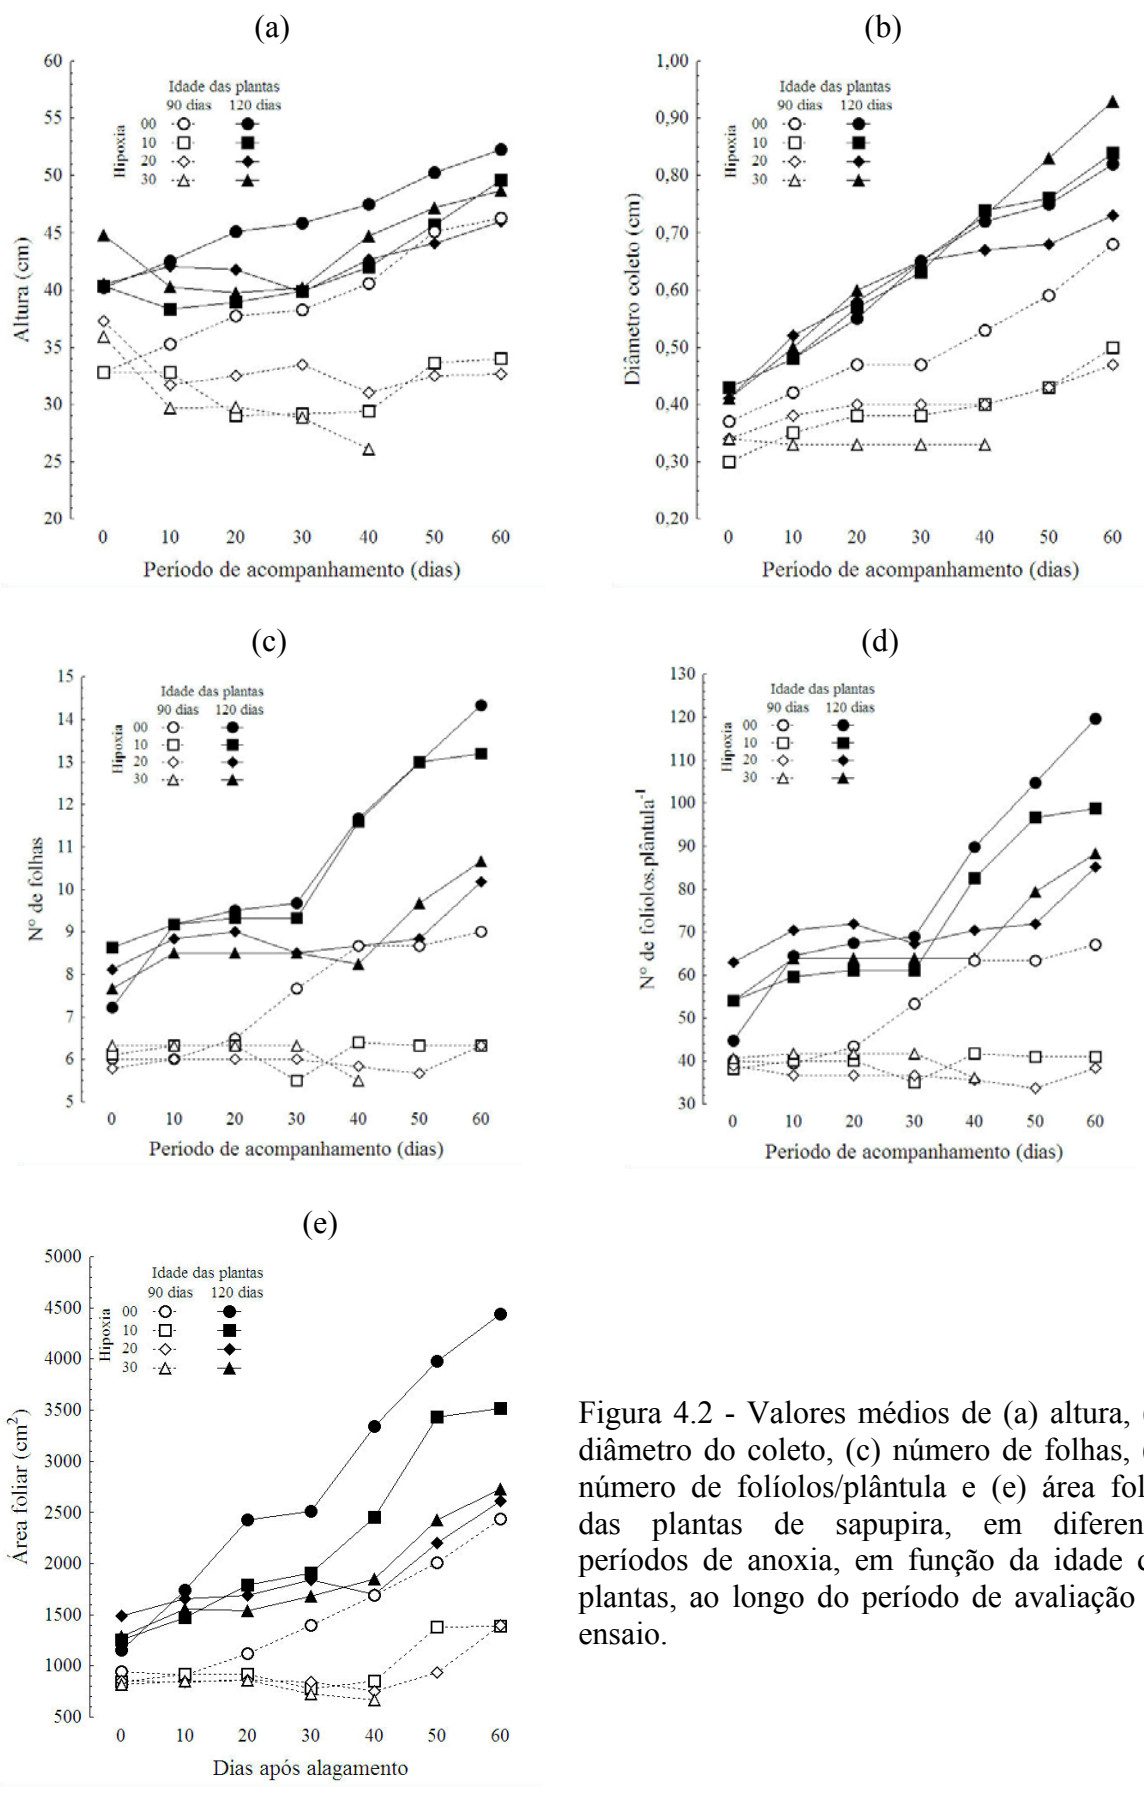 (a)
60
55
50
45
40
35
30
25
20
Altura (cm)
Idade das plantas
90 dias 120 dias
Hipoxia
00
10
20
30
0 10 20 30 40 50 60
Período de acompanhamento (dias)
(b)
1,00
0,90
0,80
0,70
0,60
0,50
0,40
0,30
0,20
Diâmetro coleto (cm)
Idade das plantas
90 dias 120 dias
Hipoxia
00
10
20
30
0 10 20 30 40 50 60
Período de acompanhamento (dias)
(c)
15
14
13
12
11
10
9
8
7
6
5
Nº de folhas
Idade das plantas
90 dias 120 dias
Hipoxia
00
10
20
30
0 10 20 30 40 50 60
Periodo de acompanhamento (dias)
(d)
130
120
110
100
90
80
70
60
50
40
30
Nº de folíolos.plântula⁻¹
Idade das plantas
90 dias 120 dias
Hipoxia
00
10
20
30
0 10 20 30 40 50 60
Periodo de acompanhamento (dias)
(e)
5000
4500
4000
3500
3000
2500
2000
1500
1000
500
Área foliar (cm²)
Idade das plantas
90 dias 120 dias
Hipoxia
00
10
20
30
0 10 20 30 40 50 60
Dias após alagamento
Figura 4.2 - Valores médios de (a) altura, (
diâmetro do coleto, (c) número de folhas, (
número de folíolos/plântula e (e) área foli
das plantas de sapupira, em diferen
períodos de anoxia, em função da idade d
plantas, ao longo do período de avaliação
ensaio.